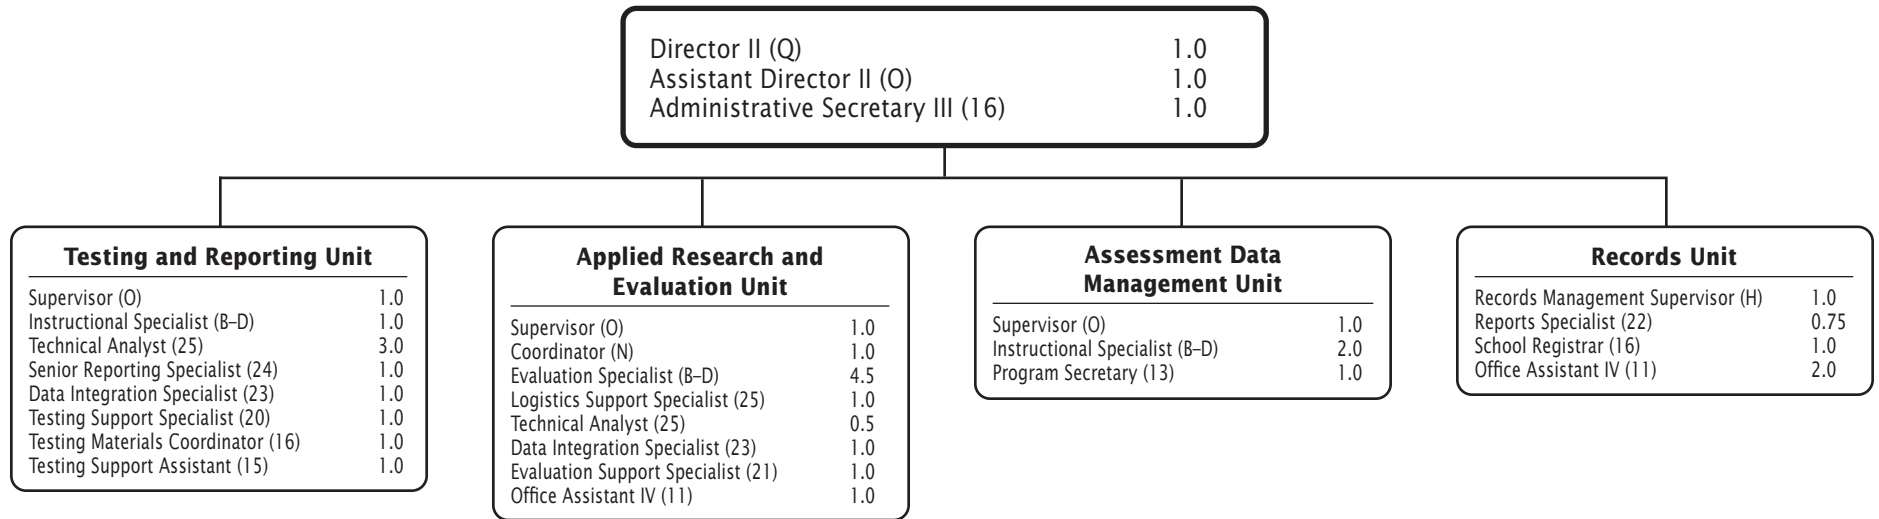 Director II (Q) 1.0
Assistant Director II (O) 1.0
Administrative Secretary III (16) 1.0
Testing and Reporting Unit
Supervisor (O) 1.0
Instructional Specialist (B–D) 1.0
Technical Analyst (25) 3.0
Senior Reporting Specialist (24) 1.0
Data Integration Specialist (23) 1.0
Testing Support Specialist (20) 1.0
Testing Materials Coordinator (16) 1.0
Testing Support Assistant (15) 1.0
Applied Research and
Evaluation Unit
Supervisor (O) 1.0
Coordinator (N) 1.0
Evaluation Specialist (B–D) 4.5
Logistics Support Specialist (25) 1.0
Technical Analyst (25) 0.5
Data Integration Specialist (23) 1.0
Evaluation Support Specialist (21) 1.0
Office Assistant IV (11) 1.0
Assessment Data
Management Unit
Supervisor (O) 1.0
Instructional Specialist (B–D) 2.0
Program Secretary (13) 1.0
Records Unit
Records Management Supervisor (H) 1.0
Reports Specialist (22) 0.75
School Registrar (16) 1.0
Office Assistant IV (11) 2.0